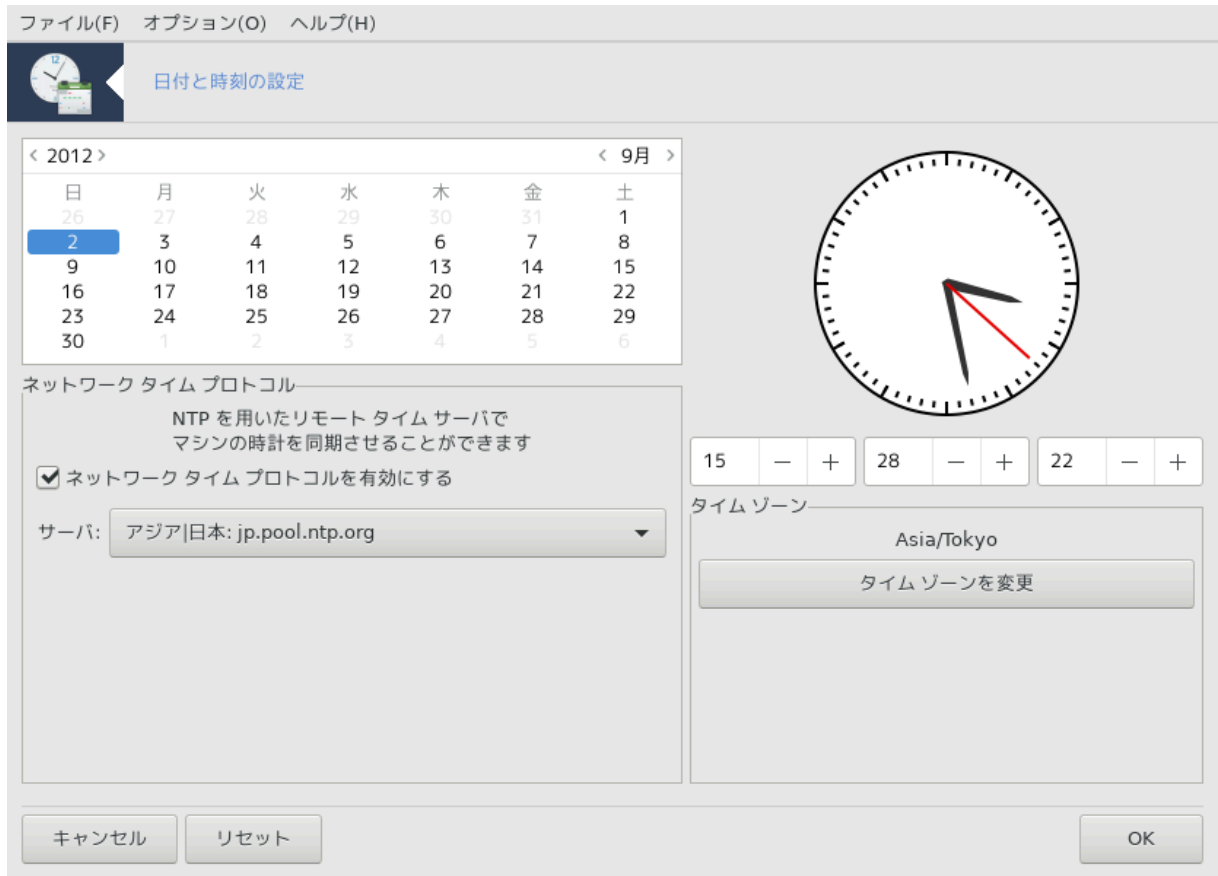 ファイル(F) オプション(O) ヘルプ(H)
日付と時刻の設定
2012 9月
日 月 火 水 木 金 土
26 27 28 29 30 31 1
2 3 4 5 6 7 8
9 10 11 12 13 14 15
16 17 18 19 20 21 22
23 24 25 26 27 28 29
30 1 2 3 4 5 6
ネットワーク タイム プロトコル
NTP を用いたリモート タイム サーバで
マシンの時計を同期させることができます
ネットワーク タイム プロトコルを有効にする
サーバ: アジア|日本: jp.pool.ntp.org
15 — + 28 — + 22 — +
タイム ゾーン
Asia/Tokyo
タイム ゾーンを変更
キャンセル リセット OK